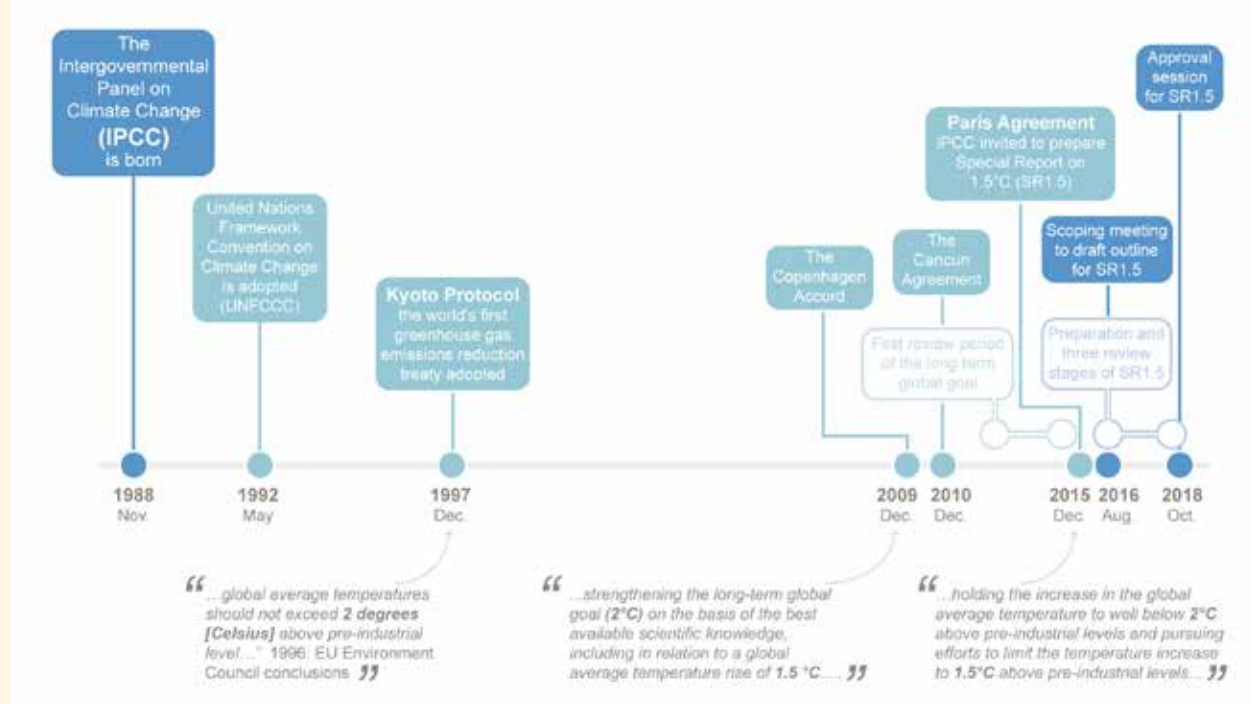 The
Intergovernmental
Panel on
Climate Change
(IPCC)
is born
United Nations
Framework
Convention on
Climate Change
is adopted
(UNFCCC)
Kyoto Protocol
the world's first
greenhouse gas
emissions reduction
treaty adopted
The
Copenhagen
Accord
The
Cancun
Agreement
First review period
of the long-term
global goal
Paris Agreement
IPCC invited to prepare
Special Report on
1.5°C (SR1.5)
Scoping meeting
to draft outline
for SR1.5
Preparation and
three review
stages of SR1.5
Approval
session
for SR1.5
1988
Nov.
1992
May
1997
Dec.
2009
Dec.
2010
Dec.
2015
Dec.
2016
Aug.
2018
Oct.
“ ...global average temperatures
should not exceed 2 degrees
[Celsius] above pre-industrial
level...” 1996: EU Environment
Council conclusions ”
“ ...strengthening the long-term global
goal (2°C) on the basis of the best
available scientific knowledge,
including in relation to a global
average temperature rise of 1.5 °C.... ”
“ ...holding the increase in the global
average temperature to well below 2°C
above pre-industrial levels and pursuing
efforts to limit the temperature increase
to 1.5°C above pre-industrial levels... ”